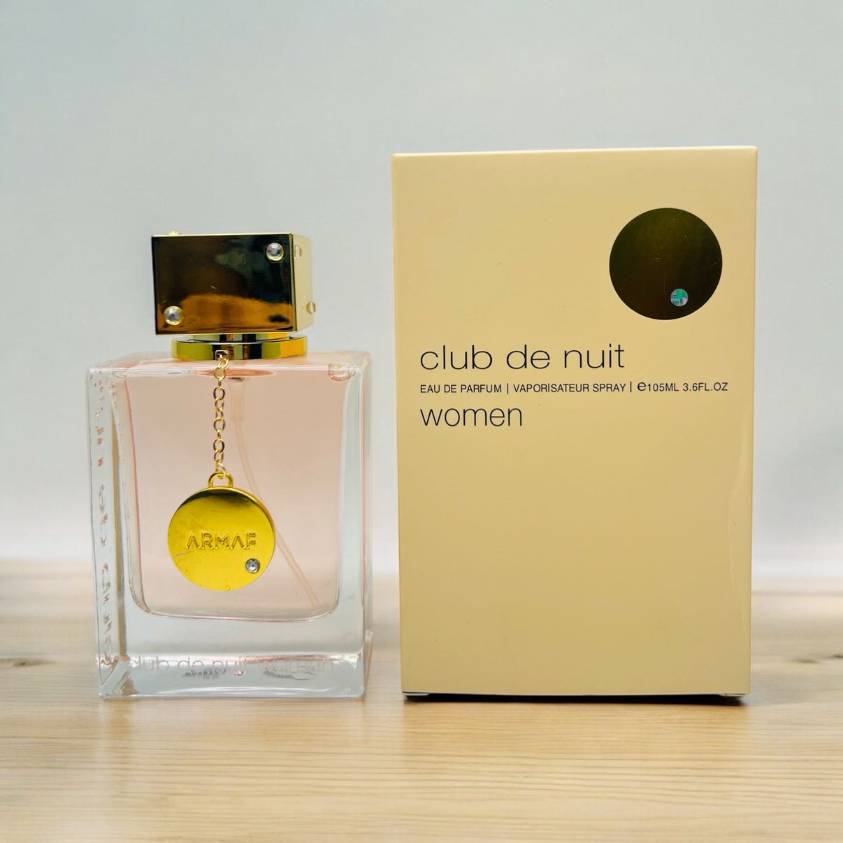 ARMAF
club de nuit
EAU DE PARFUM | VAPORISATEUR SPRAY | ℮105ML 3.6FL.OZ
women